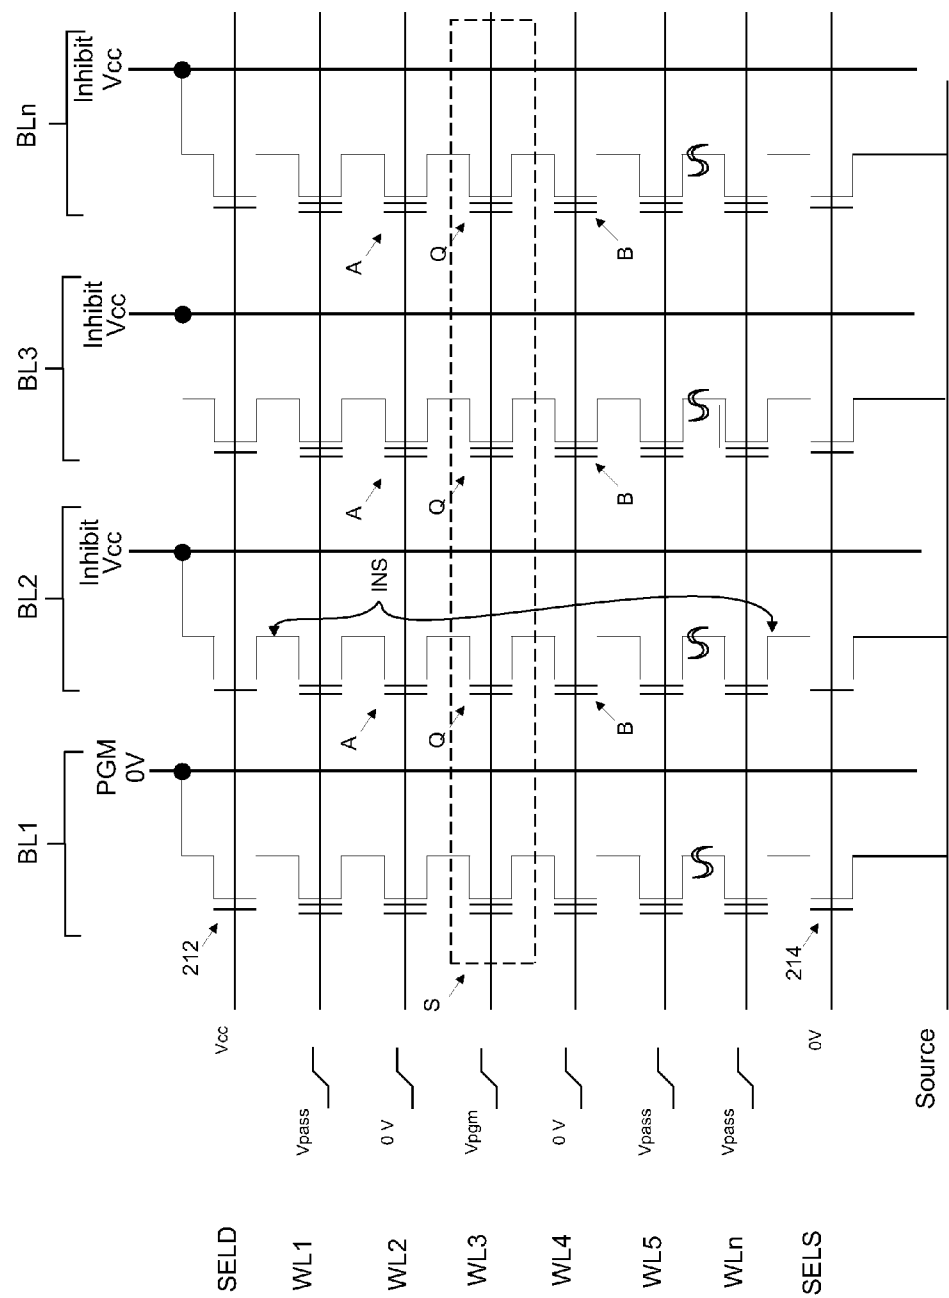 BL1
BL2
BL3
BLn
PGM
0V
Inhibit
Vcc
Inhibit
Vcc
Inhibit
Vcc
212
SELD
Vcc
WL1
Vpass
WL2
0 V
A
A
A
INS
WL3
Vpgm
S
Q
Q
Q
WL4
0 V
B
B
B
WL5
Vpass
WLn
Vpass
SELS
0V
214
Source